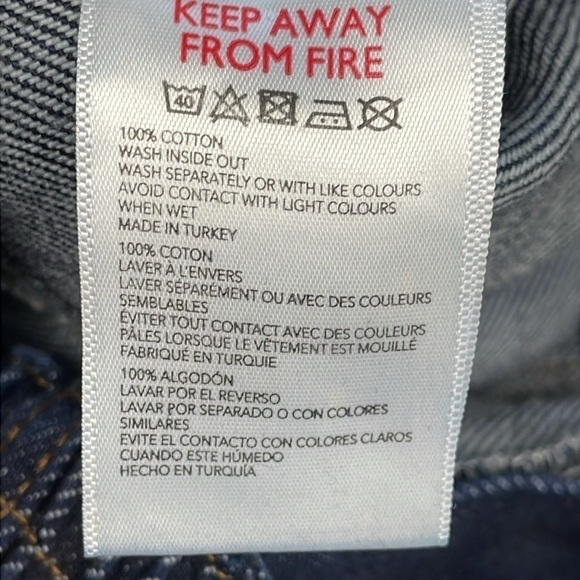 KEEP AWAY
FROM FIRE
40
100% COTTON
WASH INSIDE OUT
WASH SEPARATELY OR WITH LIKE COLOURS
AVOID CONTACT WITH LIGHT COLOURS
WHEN WET
MADE IN TURKEY
100% COTON
LAVER À L'ENVERS
LAVER SÉPARÉMENT OU AVEC DES COULEURS
SEMBLABLES
ÉVITER TOUT CONTACT AVEC DES COULEURS
PÂLES LORSQUE LE VÊTEMENT EST MOUILLÉ
FABRIQUÉ EN TURQUIE
100% ALGODÓN
LAVAR POR EL REVERSO
LAVAR POR SEPARADO O CON COLORES
SIMILARES
EVITE EL CONTACTO CON COLORES CLAROS
CUANDO ESTE HÚMEDO
HECHO EN TURQUÍA